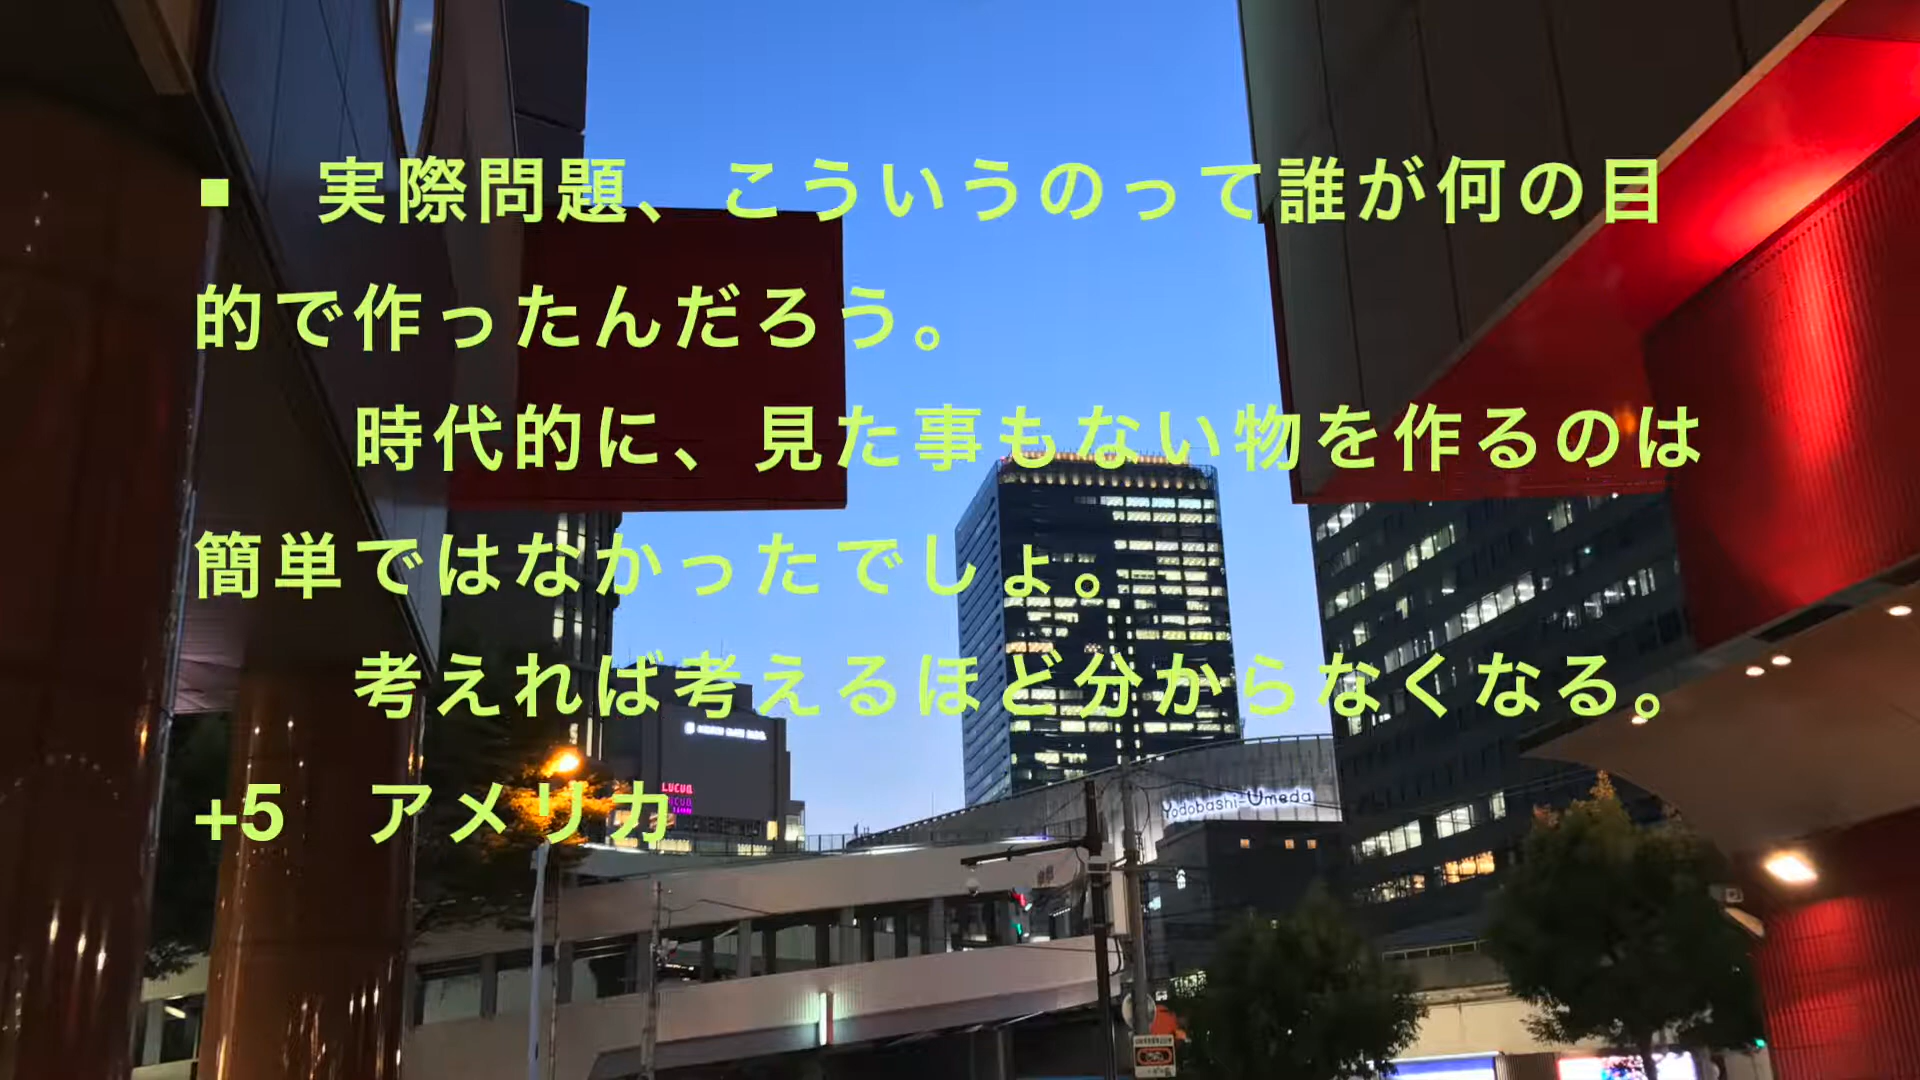 ■ 実際問題、こういうのって誰が何の目
的で作ったんだろう。
時代的に、見た事もない物を作るのは
簡単ではなかったでしょ。
考えれば考えるほど分からなくなる。
+5 アメリカ
LUCUA
Yodobashi-Umeda